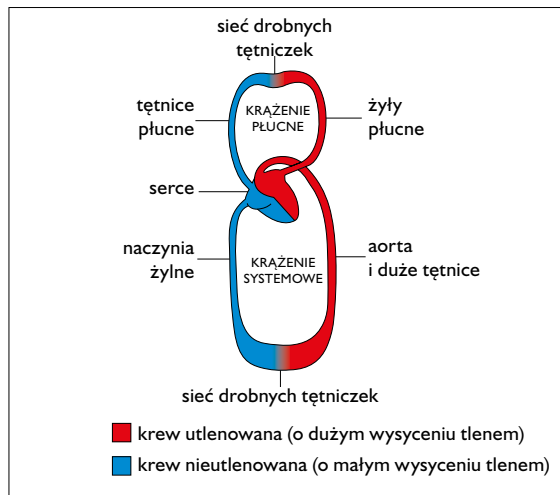 sieć drobnych
tętniczek
tętnice
płucne
KRĄŻENIE
PŁUCNE
żyły
płucne
serce
naczynia
żylne
KRĄŻENIE
SYSTEMOWE
aorta
i duże tętnice
sieć drobnych tętniczek
krew utlenowana (o dużym wysyceniu tlenem)
krew nieutlenowana (o małym wysyceniu tlenem)